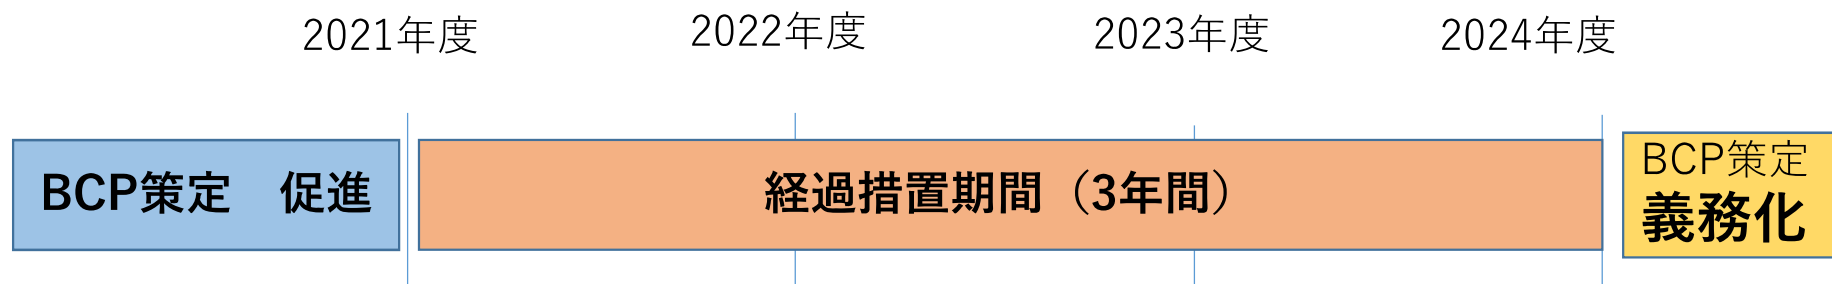 2021年度
2022年度
2023年度
2024年度
BCP策定　促進
経過措置期間（3年間）
BCP策定
義務化